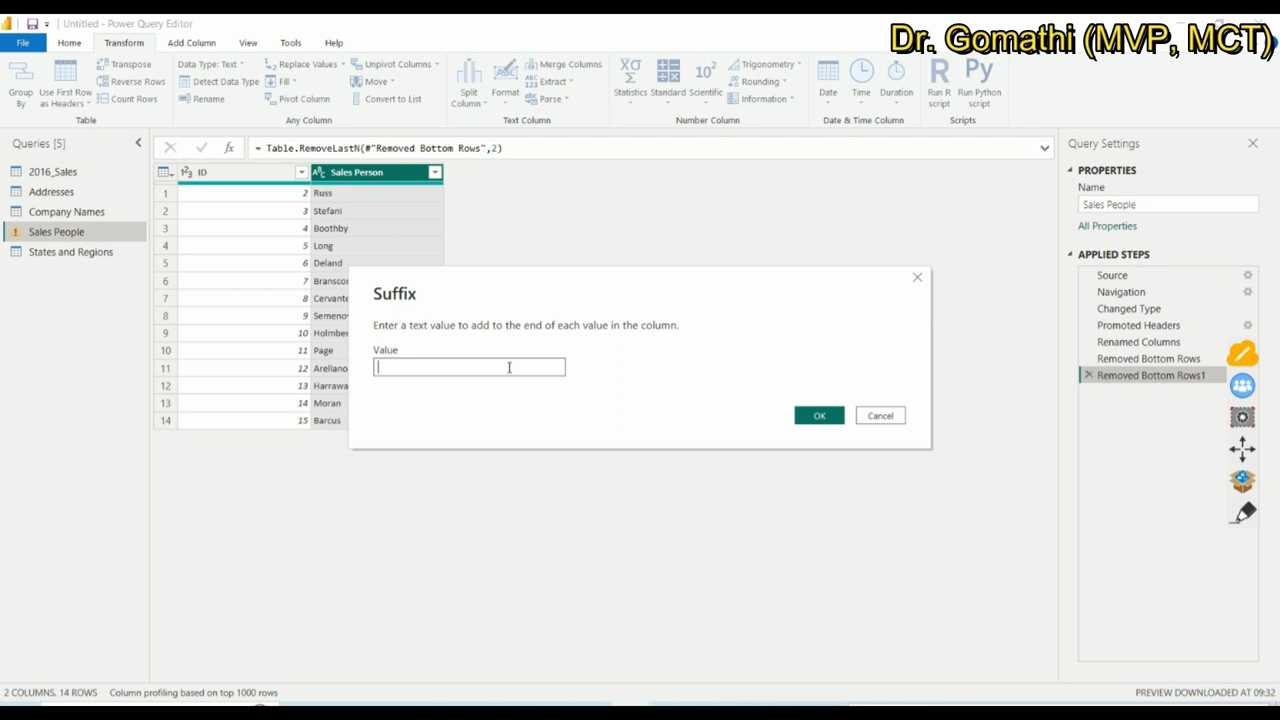 Untitled - Power Query Editor
Dr. Gomathi (MVP, MCT)
File Home Transform Add Column View Tools Help
Transpose Data Type: Text Replace Values Unpivot Columns Merge Columns Trigonometry
Reverse Rows Detect Data Type Fill Move Extract Rounding
Count Rows Rename Pivot Column Convert to List Parse Information
Group By
Use First Row as Headers
Split Column
Format
Statistics
Standard
Scientific
Date
Time
Duration
Run R script
Run Python script
Table Any Column Text Column Number Column Date & Time Column Scripts
Queries [5]
2016_Sales
Addresses
Company Names
Sales People
States and Regions
= Table.RemoveLastN(#"Removed Bottom Rows",2)
ID Sales Person
1 2 Russ
2 3 Stefani
3 4 Boothby
4 5 Long
5 6 Deland
6 7 Branscor
7 8 Cervante
8 9 Semenov
9 10 Holmber
10 11 Page
11 12 Arellano
12 13 Harrawa
13 14 Moran
14 15 Barcus
Suffix
Enter a text value to add to the end of each value in the column.
Value
OK Cancel
Query Settings
PROPERTIES
Name
Sales People
All Properties
APPLIED STEPS
Source
Navigation
Changed Type
Promoted Headers
Renamed Columns
Removed Bottom Rows
Removed Bottom Rows1
2 COLUMNS, 14 ROWS Column profiling based on top 1000 rows
PREVIEW DOWNLOADED AT 09:32